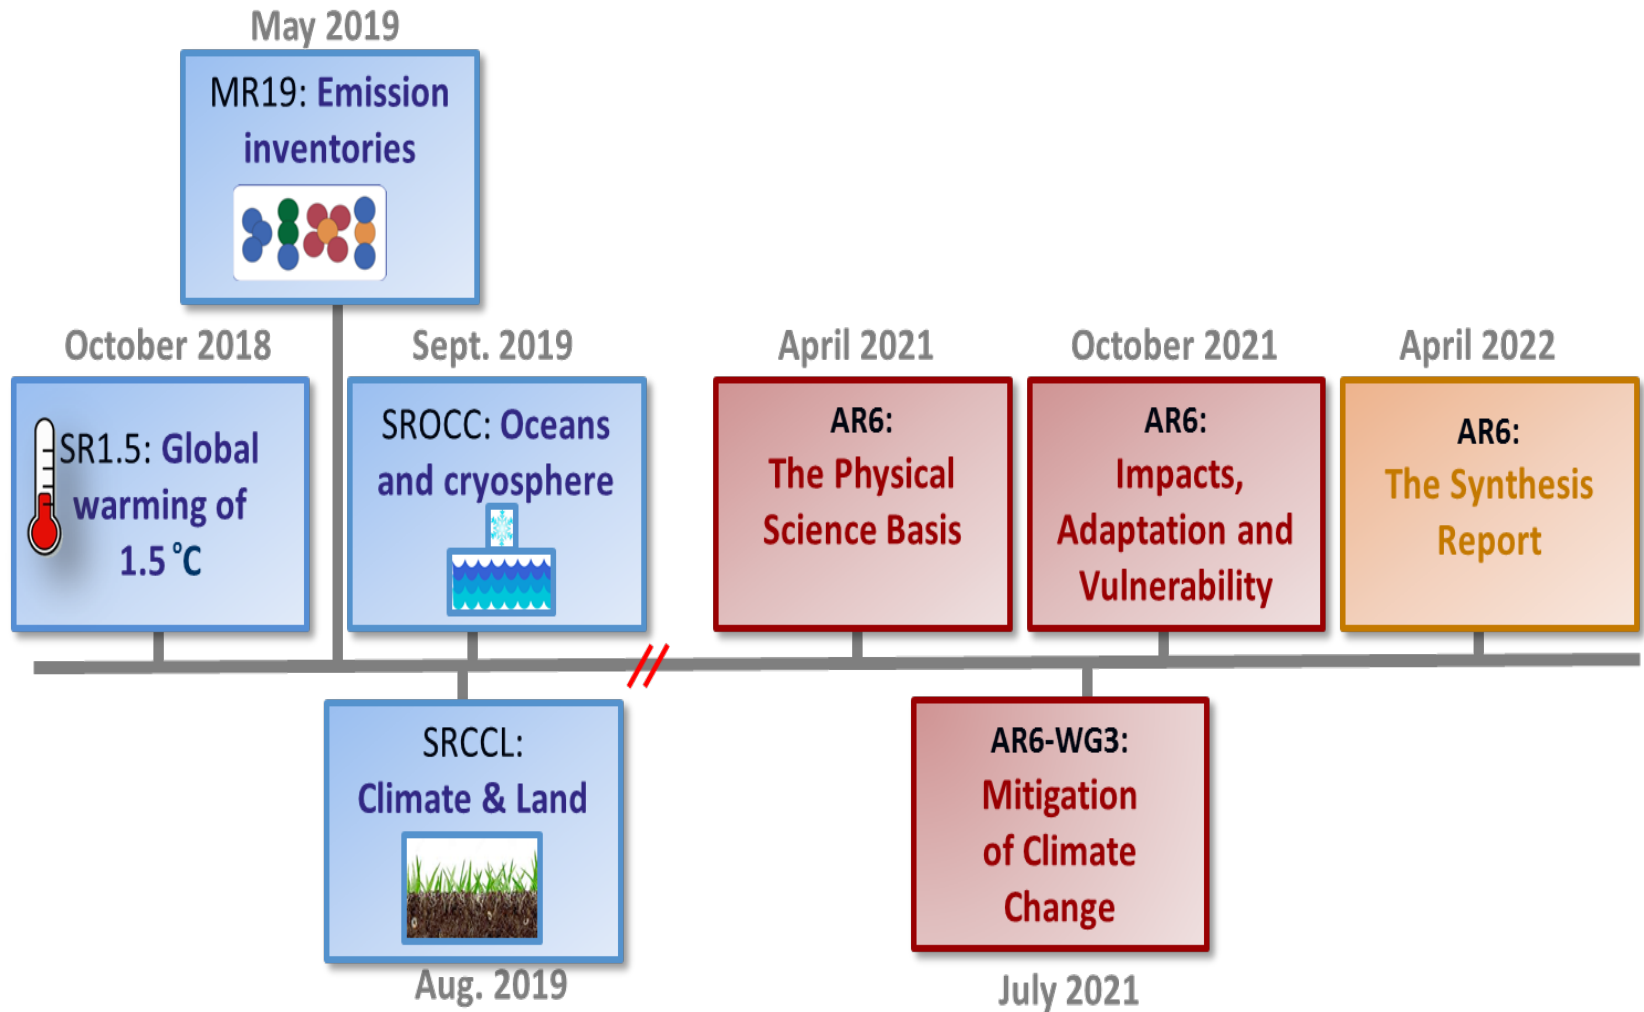 May 2019
MR19: Emission
inventories
October 2018
SR1.5: Global
warming of
1.5 °C
Sept. 2019
SROCC: Oceans
and cryosphere
April 2021
AR6:
The Physical
Science Basis
October 2021
AR6:
Impacts,
Adaptation and
Vulnerability
April 2022
AR6:
The Synthesis
Report
SRCCL:
Climate & Land
Aug. 2019
AR6-WG3:
Mitigation
of Climate
Change
July 2021